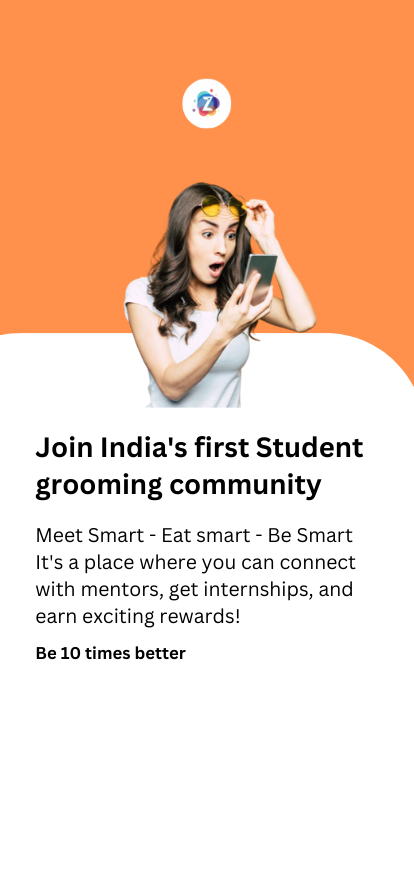 Z
Join India's first Student
grooming community
Meet Smart - Eat smart - Be Smart
It's a place where you can connect
with mentors, get internships, and
earn exciting rewards!
Be 10 times better